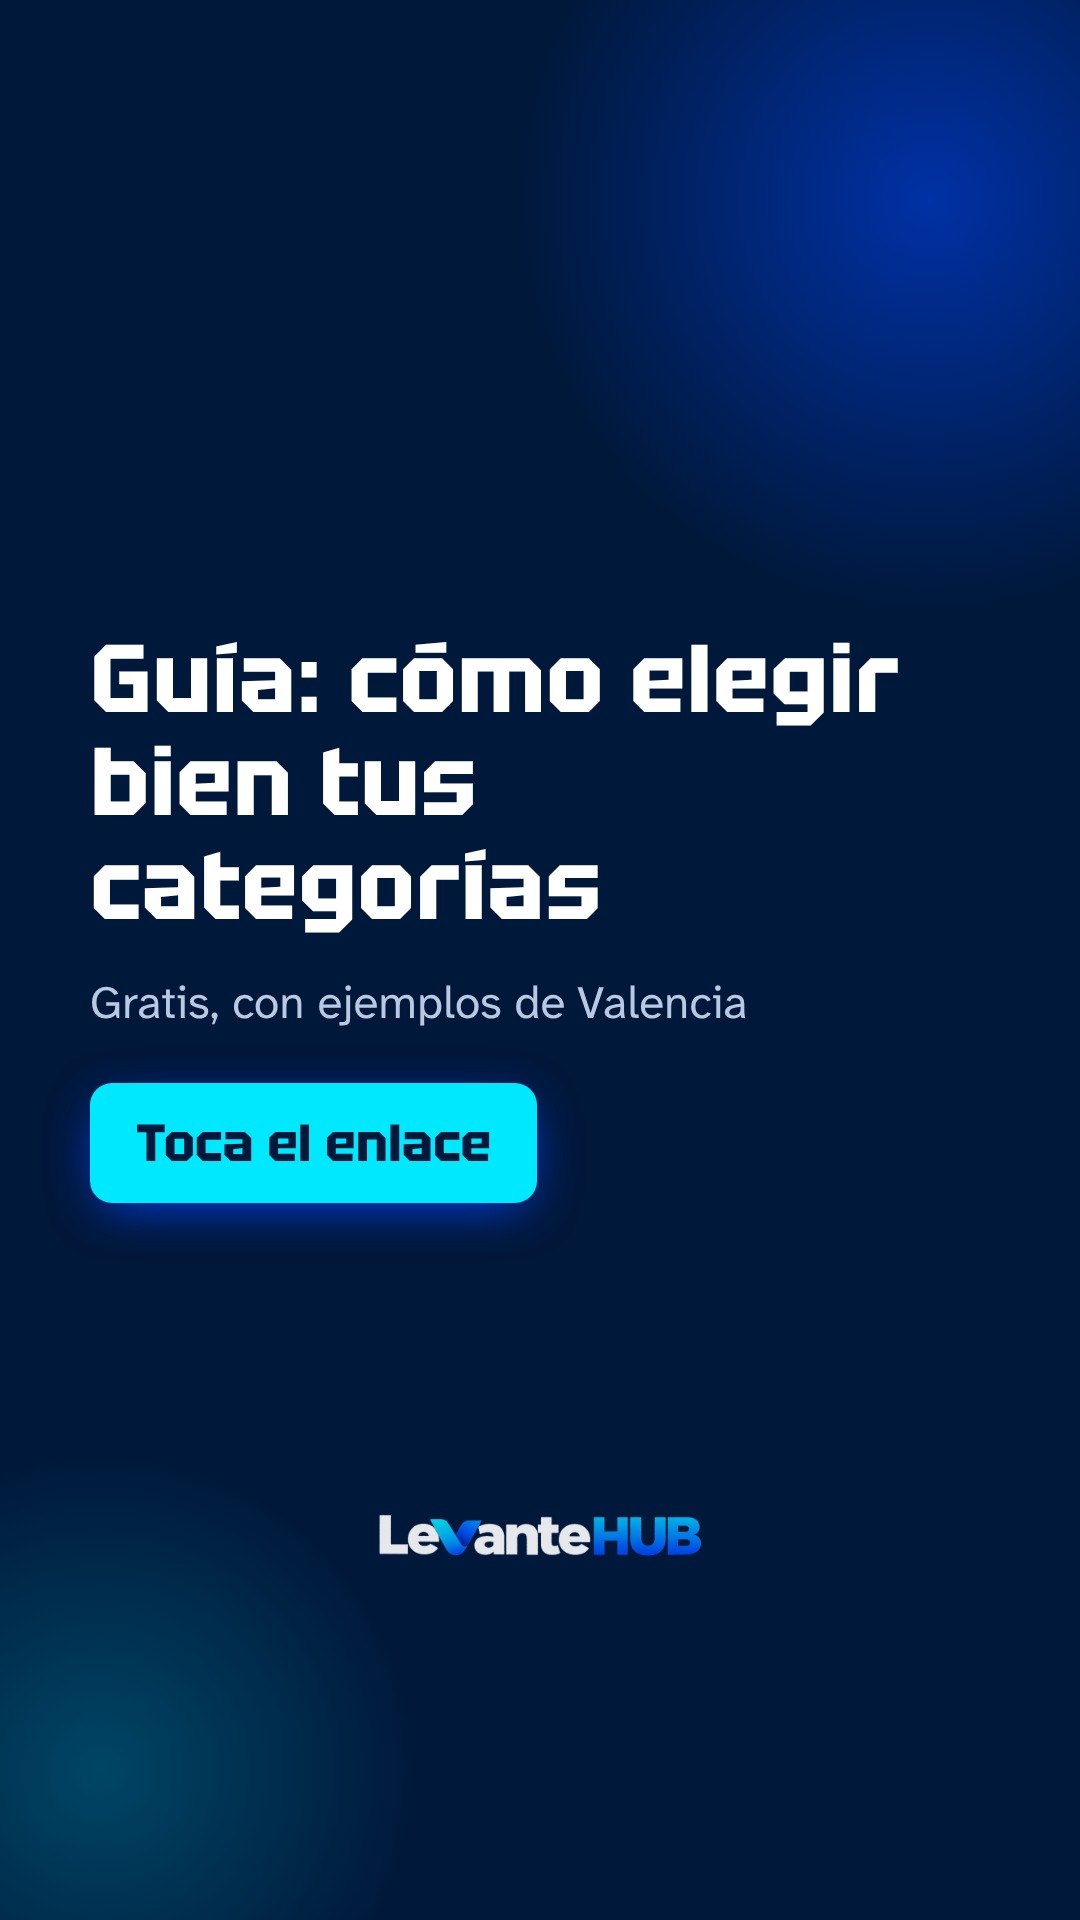 Guía: cómo elegir
bien tus
categorías
Gratis, con ejemplos de Valencia
Toca el enlace
LevanteHUB